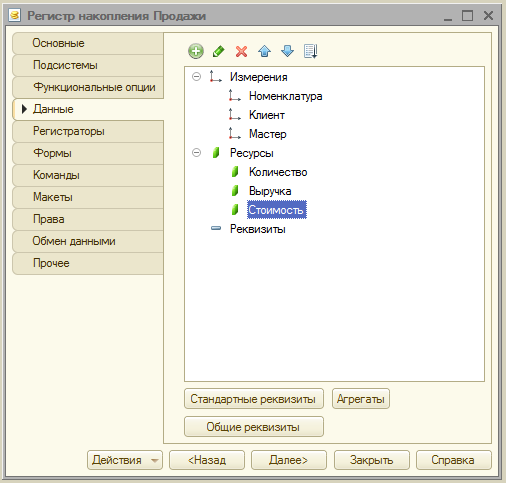 Регистр накопления Продажи
Основные
Подсистемы
Функциональные опции
Данные
Регистраторы
Формы
Команды
Макеты
Права
Обмен данными
Прочее
Измерения
Номенклатура
Клиент
Мастер
Ресурсы
Количество
Выручка
Стоимость
Реквизиты
Стандартные реквизиты
Агрегаты
Общие реквизиты
Действия
<Назад
Далее>
Закрыть
Справка